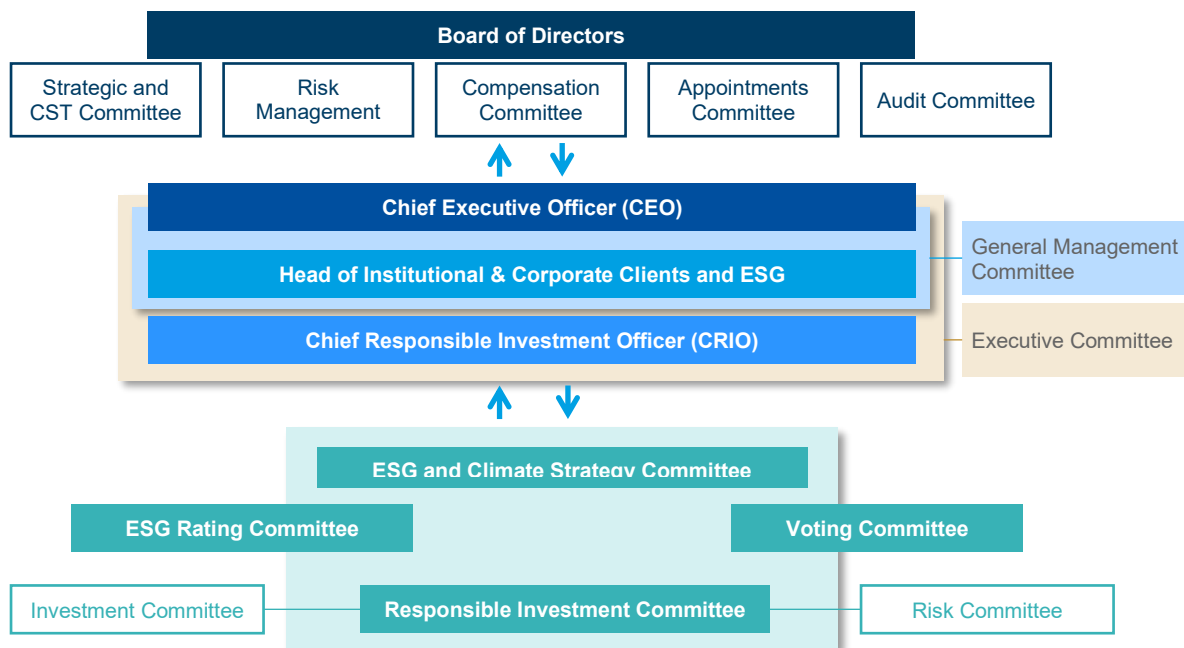 Board of Directors
Strategic and
CST Committee
Risk
Management
Compensation
Committee
Appointments
Committee
Audit Committee
Chief Executive Officer (CEO)
Head of Institutional & Corporate Clients and ESG
General Management
Committee
Chief Responsible Investment Officer (CRIO)
Executive Committee
ESG and Climate Strategy Committee
ESG Rating Committee
Voting Committee
Investment Committee
Responsible Investment Committee
Risk Committee